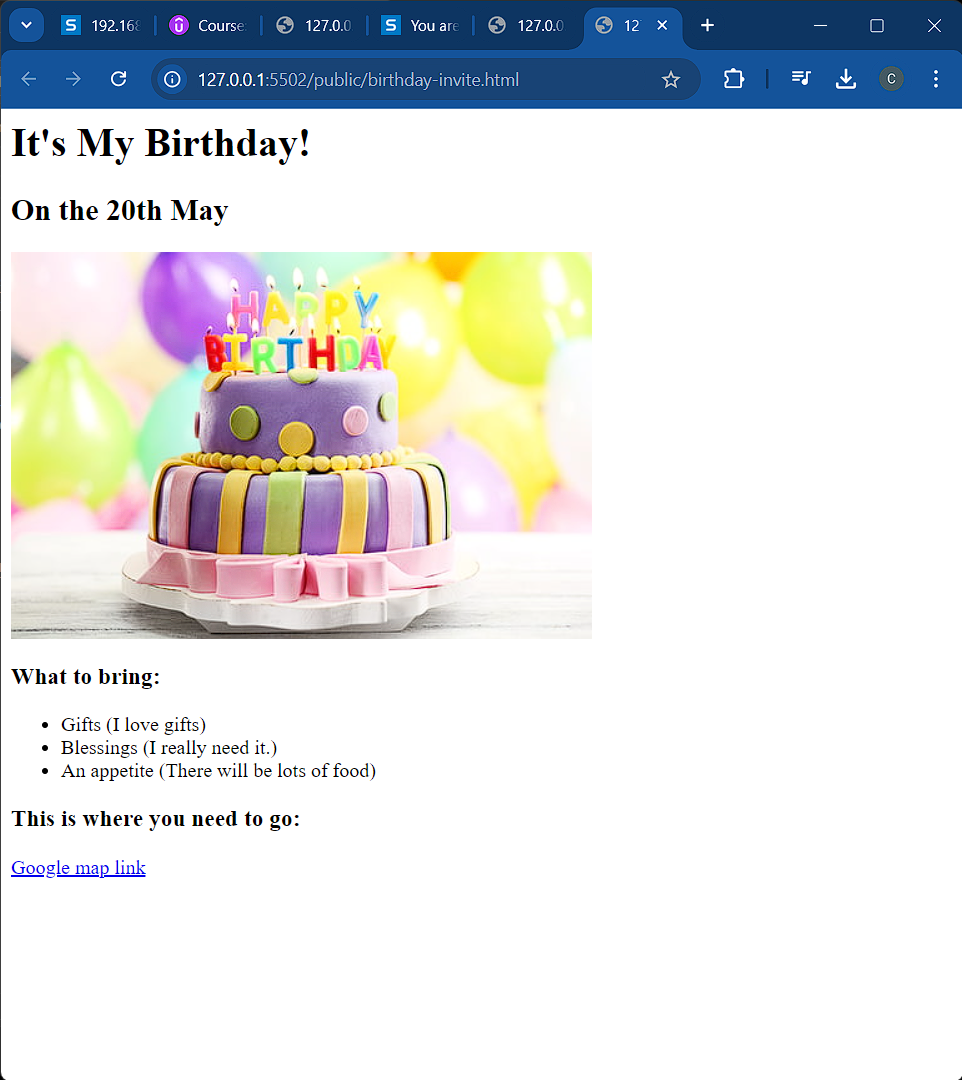 192.168
Course
127.0.0
You are
127.0.0
12
127.0.0.1:5502/public/birthday-invite.html
C
It's My Birthday!
On the 20th May
HAPPY
BIRTHDAY
What to bring:
Gifts (I love gifts)
Blessings (I really need it.)
An appetite (There will be lots of food)
This is where you need to go:
Google map link